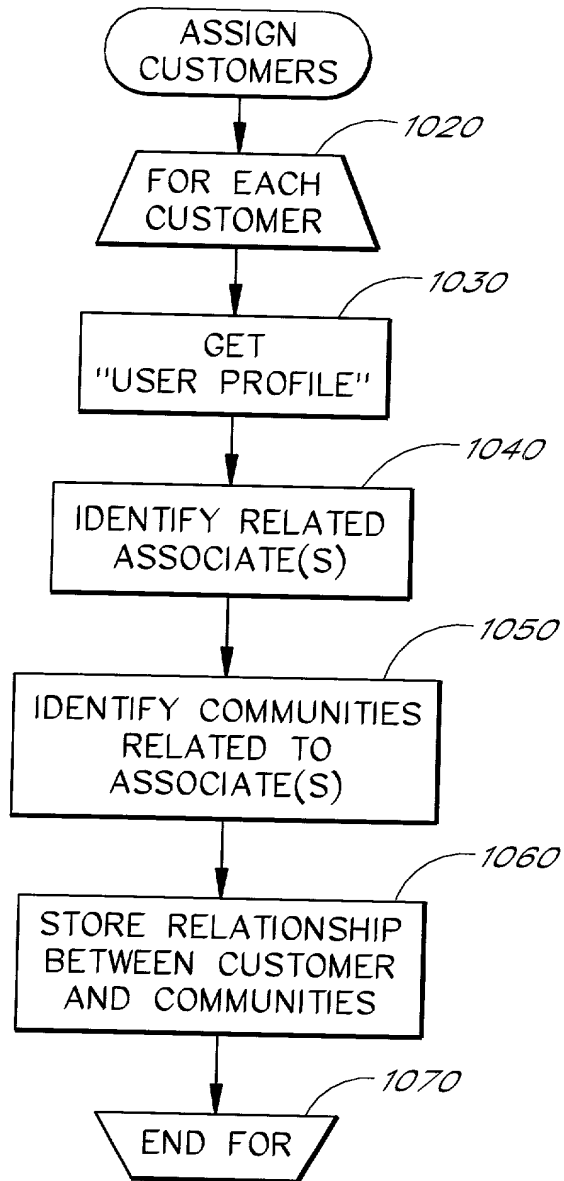 ASSIGN
CUSTOMERS
1020
FOR EACH
CUSTOMER
1030
GET
"USER PROFILE"
1040
IDENTIFY RELATED
ASSOCIATE(S)
1050
IDENTIFY COMMUNITIES
RELATED TO
ASSOCIATE(S)
1060
STORE RELATIONSHIP
BETWEEN CUSTOMER
AND COMMUNITIES
1070
END FOR